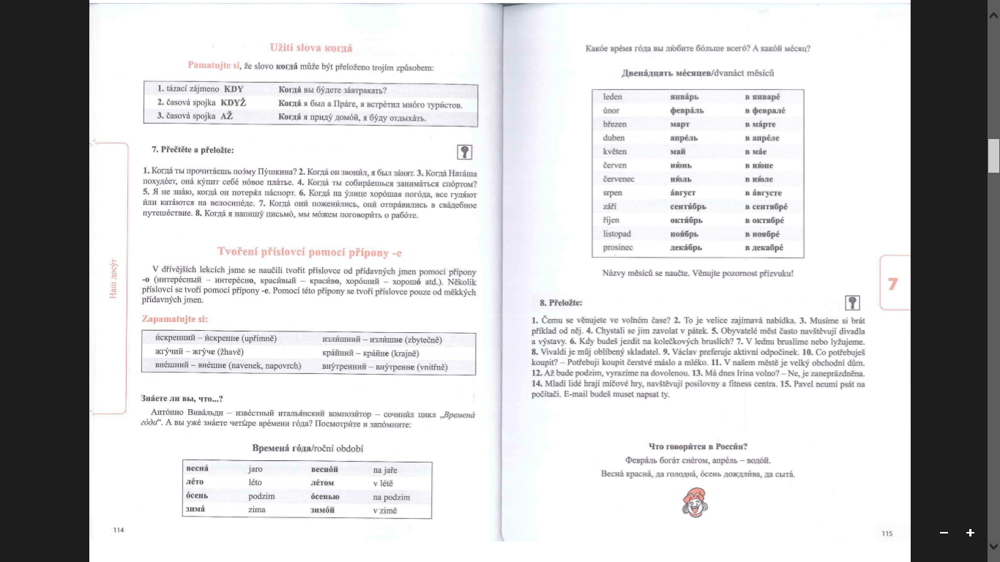 Užití slova когда́
Pamatujte si, že slovo когда́ může být přeloženo trojím způsobem:
1. tázací zájmeno KDY Когда́ вы бу́дете за́втракать?
2. časová spojka KDYŽ Когда́ я был а Пра́ге, я встре́тил мно́го тури́стов.
3. časová spojka AŽ Когда́ я приду́ домо́й, я бу́ду отдыха́ть.
7. Přečtěte a přeložte:
1. Когда́ ты прочита́ешь поэ́му Пу́шкина? 2. Когда́ он звони́л, я был за́нят. 3. Когда́ Ната́ша
похуде́ет, она́ ку́пит себе́ но́вое пла́тье. 4. Когда́ ты собира́ешься занима́ться спо́ртом?
5. Я не зна́ю, когда́ он потеря́л па́спорт. 6. Когда́ на у́лице хоро́шая пого́да, все гуля́ют
и́ли ката́ются на велосипе́де. 7. Когда́ они́ пожени́лись, они́ отпра́вились в сва́дебное
путеше́ствие. 8. Когда́ я напишу́ письмо́, мы мо́жем поговори́ть о рабо́те.
Tvoření příslovcí pomocí přípony -e
V dřívějších lekcích jsme se naučili tvořit příslovce od přídavných jmen pomocí přípony
-о (интере́сный – интере́сно, краси́вый – краси́во, хоро́ший – хорошо́ atd.). Několik
příslovcí se tvoří pomocí přípony -e. Pomocí této přípony se tvoří příslovce pouze od měkkých
přídavných jmen.
Zapamatujte si:
и́скренний – и́скренне (upřímně) изли́шний – изли́шне (zbytečně)
жгу́чий – жгу́че (žhavě) кра́йний – кра́йне (krajně)
вне́шний – вне́шне (navenek, napovrch) вну́тренний – вну́тренне (vnitřně)
Зна́ете ли вы, что...?
Анто́нио Вива́льди – изве́стный италья́нский компози́тор – сочини́л цикл „Времена́
го́да“. А вы уже́ зна́ете четы́ре вре́мени го́да? Посмотри́те и запо́мните:
Времена́ го́да/roční období
весна́ jaro весно́й na jaře
ле́то léto ле́том v létě
о́сень podzim о́сенью na podzim
зима́ zima зимо́й v zimě
114
Наш досу́г
Како́е вре́мя го́да вы лю́бите бо́льше всего́? А како́й ме́сяц?
Двена́дцать ме́сяцев/dvanáct měsíců
leden янва́рь в январе́
únor февра́ль в феврале́
březen март в ма́рте
duben апре́ль в апре́ле
květen май в ма́е
červen ию́нь в ию́не
červenec ию́ль в ию́ле
srpen а́вгуст в а́вгусте
září сентя́брь в сентябре́
říjen октя́брь в октябре́
listopad ноя́брь в ноябре́
prosinec дека́брь в декабре́
Názvy měsíců se naučte. Věnujte pozornost přízvuku!
7
8. Přeložte:
1. Čemu se věnujete ve volném čase? 2. To je velice zajímavá nabídka. 3. Musíme si brát
příklad od něj. 4. Chystali se jim zavolat v pátek. 5. Obyvatelé měst často navštěvují divadla
a výstavy. 6. Kdy budeš jezdit na kolečkových bruslích? 7. V lednu bruslíme nebo lyžujeme.
8. Vivaldi je můj oblíbený skladatel. 9. Václav preferuje aktivní odpočinek. 10. Co potřebuješ
koupit? – Potřebuji koupit čerstvé máslo a mléko. 11. V našem městě je velký obchodní dům.
12. Až bude podzim, vyrazíme na dovolenou. 13. Má dnes Irina volno? – Ne, je zaneprázdněna.
14. Mladí lidé hrají míčové hry, navštěvují posilovny a fitness centra. 15. Pavel neumí psát na
počítači. E-mail budeš muset napsat ty.
Что говори́тся в Росси́и?
Февра́ль бога́т сне́гом, апре́ль – водо́й.
Весна́ красна́, да голодна́, о́сень дождли́ва, да сыта́.
115